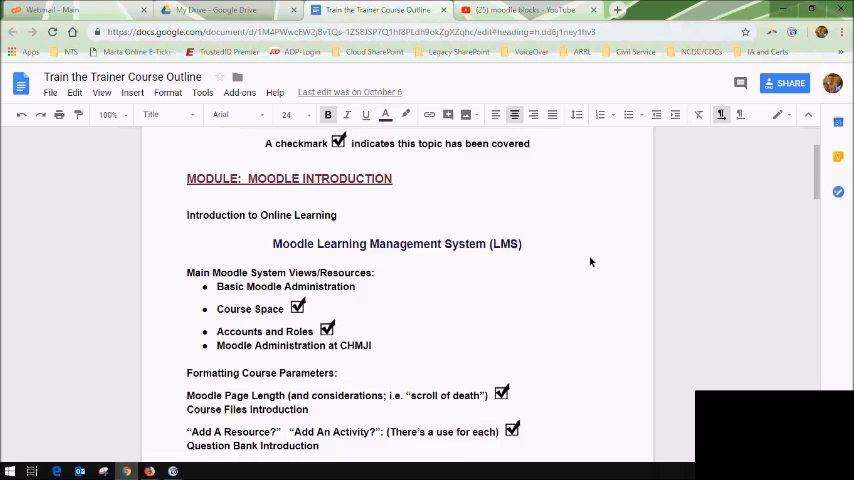 Webmail - Main
My Drive - Google Drive
Train the Trainer Course Outline
(25) moodle blocks - YouTube
https://docs.google.com/document/d/1M4PWwcEW2jBvTQs-1ZS8JSP7Q1hf8PLdh9okZgXZqhc/edit#heading=h.dd6j1ney1hv3
Apps
NTS
Marta Online E-Tick
TrustedID Premier
ADP-Login
Cloud SharePoint
Legacy SharePoint
VoiceOver
ARRL
Civil Service
NCDC/CDCs
IA and Certs
Train the Trainer Course Outline
File Edit View Insert Format Tools Add-ons Help Last edit was on October 6
SHARE
100% Title Arial 24 B I U A
A checkmark indicates this topic has been covered
MODULE: MOODLE INTRODUCTION
Introduction to Online Learning
Moodle Learning Management System (LMS)
Main Moodle System Views/Resources:
● Basic Moodle Administration
● Course Space
● Accounts and Roles
● Moodle Administration at CHMJI
Formatting Course Parameters:
Moodle Page Length (and considerations; i.e. “scroll of death”)
Course Files Introduction
“Add A Resource?” “Add An Activity?”: (There’s a use for each)
Question Bank Introduction